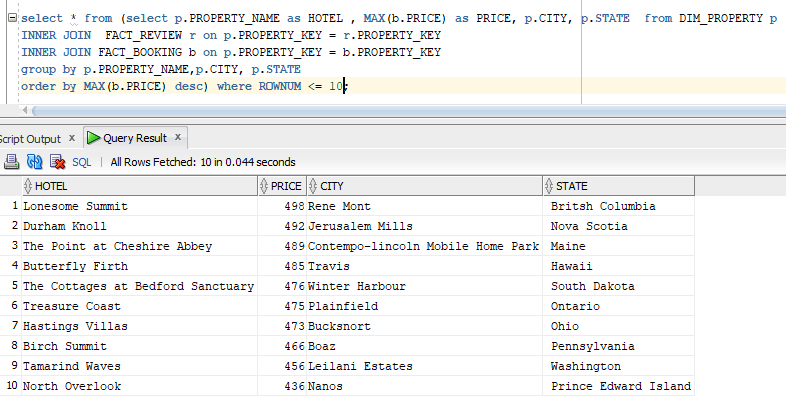 select * from (select p.PROPERTY_NAME as HOTEL , MAX(b.PRICE) as PRICE, p.CITY, p.STATE  from DIM_PROPERTY p
INNER JOIN  FACT_REVIEW r on p.PROPERTY_KEY = r.PROPERTY_KEY
INNER JOIN FACT_BOOKING b on p.PROPERTY_KEY = b.PROPERTY_KEY
group by p.PROPERTY_NAME,p.CITY, p.STATE
order by MAX(b.PRICE) desc) where ROWNUM <= 10;
Script Output x Query Result x
SQL | All Rows Fetched: 10 in 0.044 seconds
HOTEL PRICE CITY STATE
1 Lonesome Summit 498 Rene Mont Britsh Columbia
2 Durham Knoll 492 Jerusalem Mills Nova Scotia
3 The Point at Cheshire Abbey 489 Contempo-lincoln Mobile Home Park Maine
4 Butterfly Firth 485 Travis Hawaii
5 The Cottages at Bedford Sanctuary 476 Winter Harbour South Dakota
6 Treasure Coast 475 Plainfield Ontario
7 Hastings Villas 473 Bucksnort Ohio
8 Birch Summit 466 Boaz Pennsylvania
9 Tamarind Waves 456 Leilani Estates Washington
10 North Overlook 436 Nanos Prince Edward Island